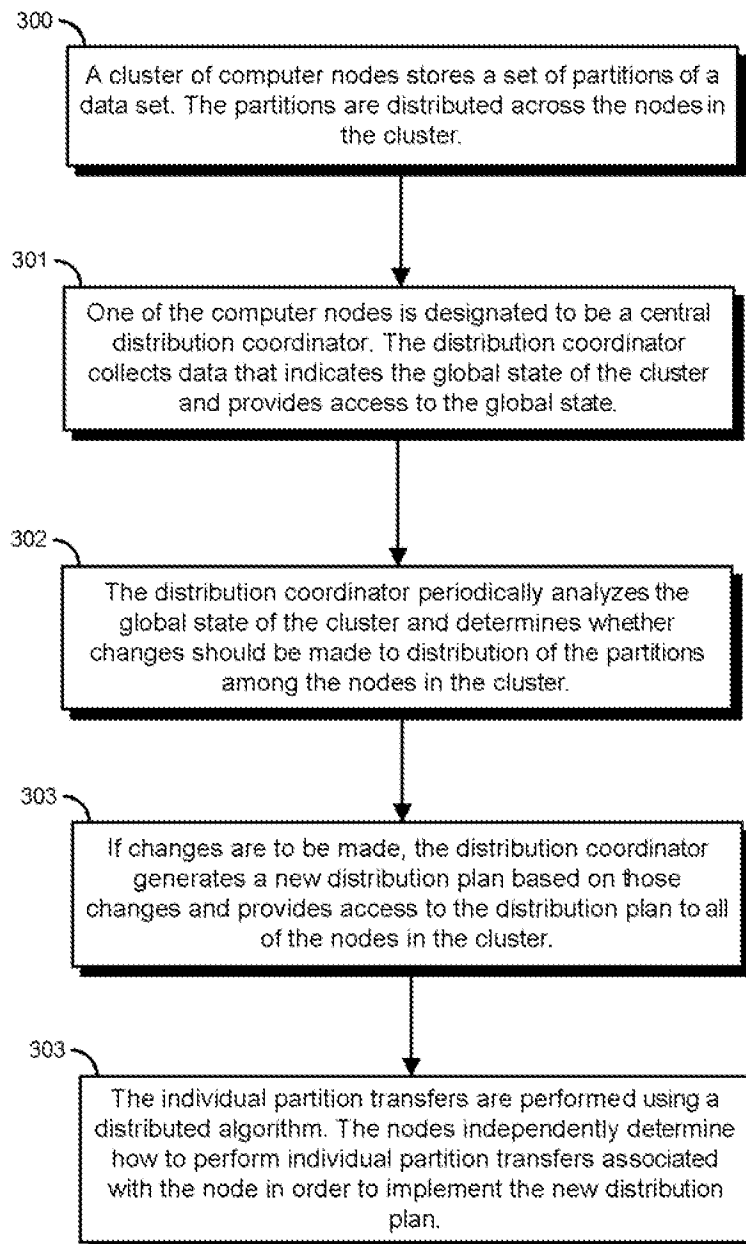 300
A cluster of computer nodes stores a set of partitions of a
data set. The partitions are distributed across the nodes in
the cluster.
301
One of the computer nodes is designated to be a central
distribution coordinator. The distribution coordinator
collects data that indicates the global state of the cluster
and provides access to the global state.
302
The distribution coordinator periodically analyzes the
global state of the cluster and determines whether
changes should be made to distribution of the partitions
among the nodes in the cluster.
303
If changes are to be made, the distribution coordinator
generates a new distribution plan based on those
changes and provides access to the distribution plan to all
of the nodes in the cluster.
303
The individual partition transfers are performed using a
distributed algorithm. The nodes independently determine
how to perform individual partition transfers associated
with the node in order to implement the new distribution
plan.